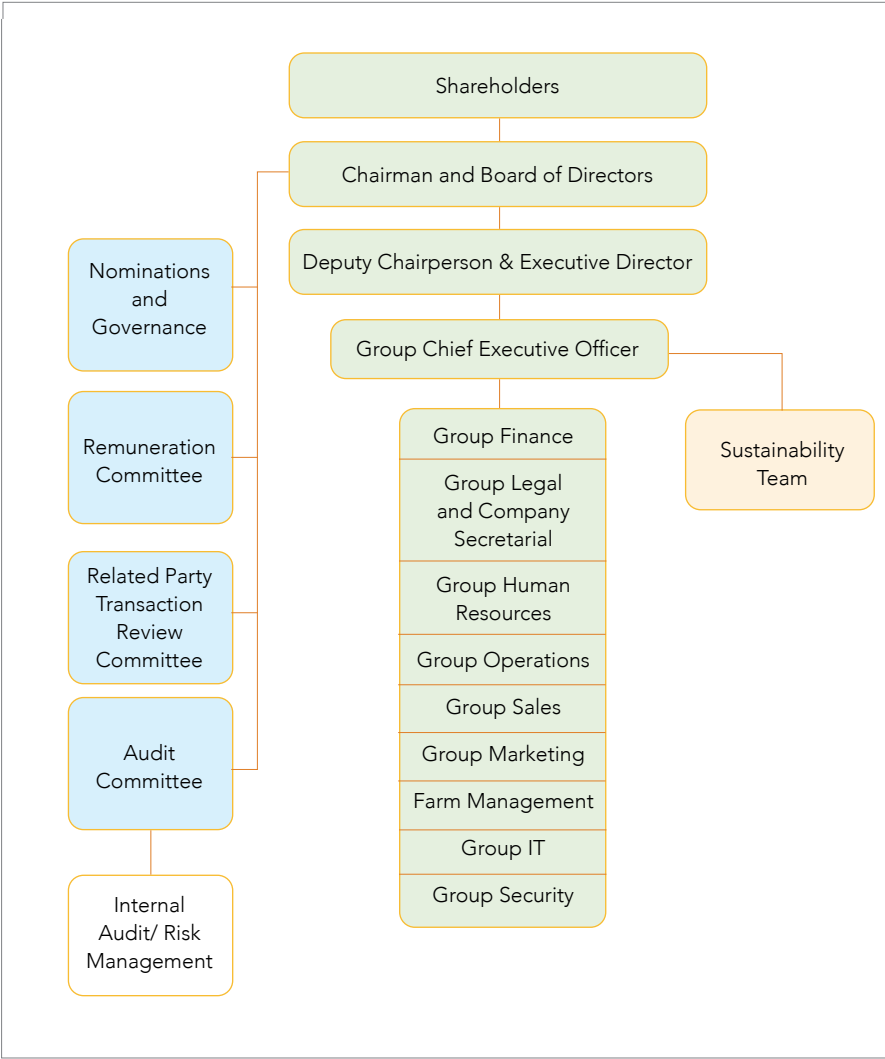 Shareholders
Chairman and Board of Directors
Deputy Chairperson & Executive Director
Group Chief Executive Officer
Nominations
and
Governance
Remuneration
Committee
Related Party
Transaction
Review
Committee
Audit
Committee
Internal
Audit/ Risk
Management
Group Finance
Group Legal
and Company
Secretarial
Group Human
Resources
Group Operations
Group Sales
Group Marketing
Farm Management
Group IT
Group Security
Sustainability
Team